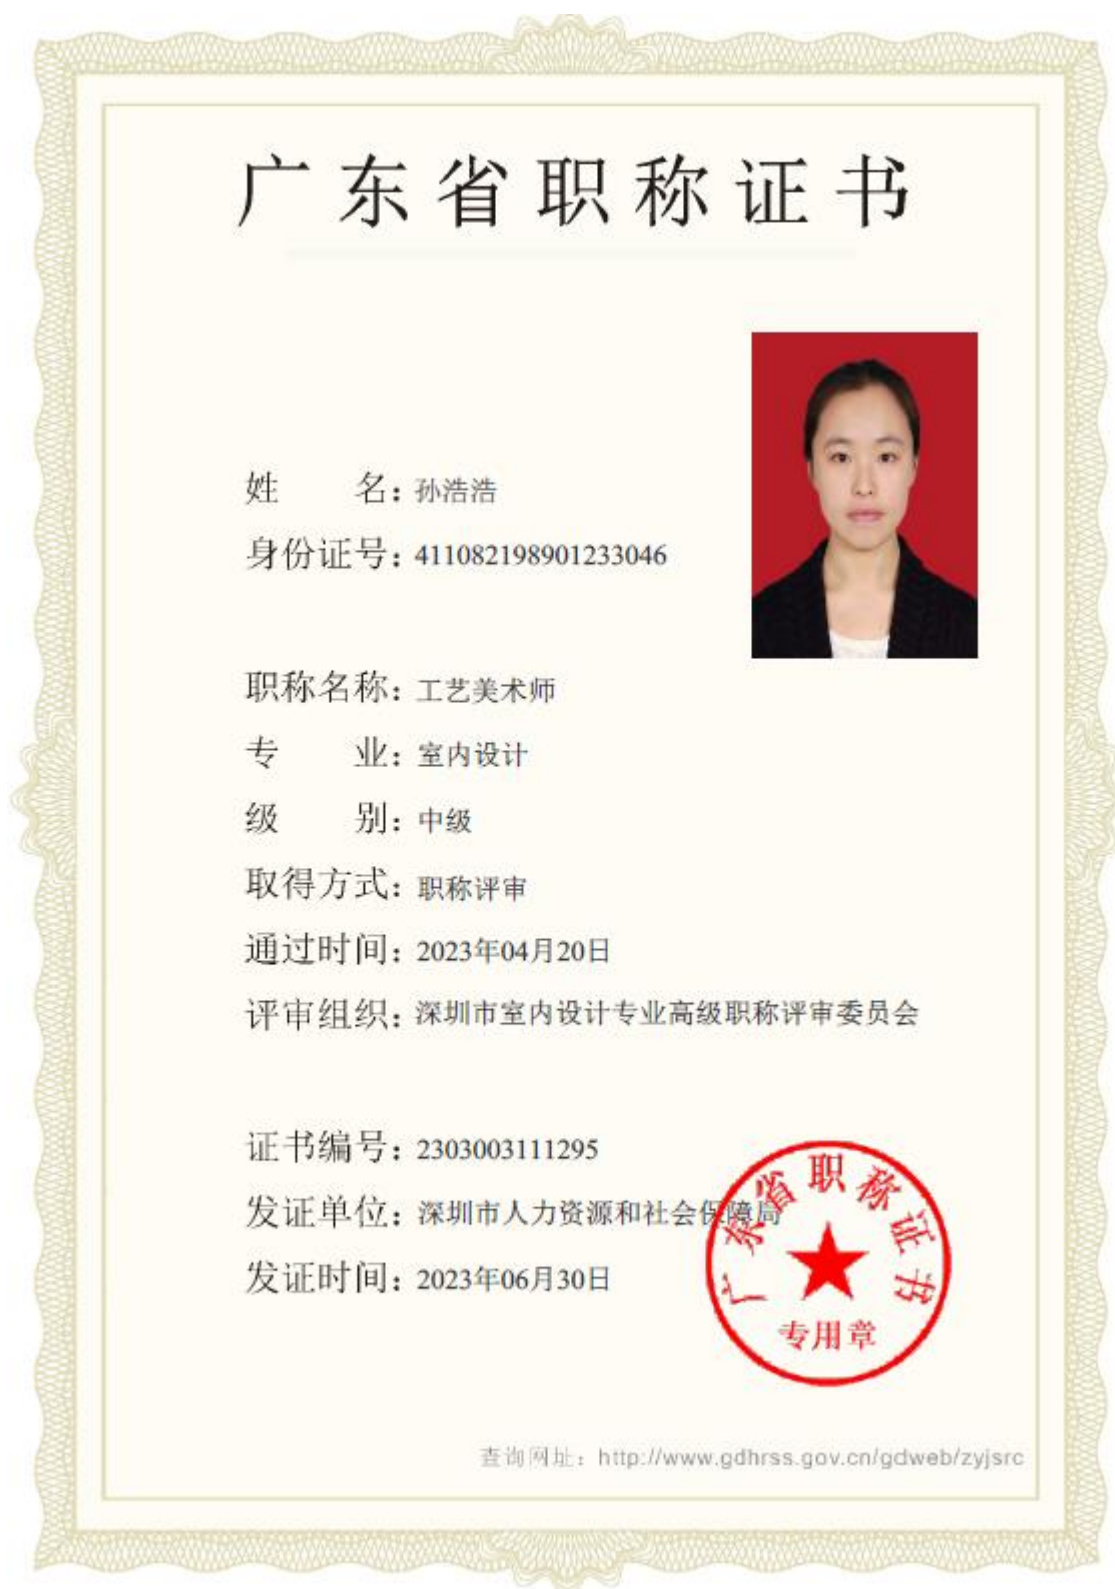 广东省职称证书
姓 名：孙浩浩
身份证号：411082198901233046
职称名称：工艺美术师
专 业：室内设计
级 别：中级
取得方式：职称评审
通过时间：2023年04月20日
评审组织：深圳市室内设计专业高级职称评审委员会
证书编号：2303003111295
发证单位：深圳市人力资源和社会保障局
发证时间：2023年06月30日
广东省职称证书
专用章
查询网址：http://www.gdhrss.gov.cn/gdweb/zyjsrc